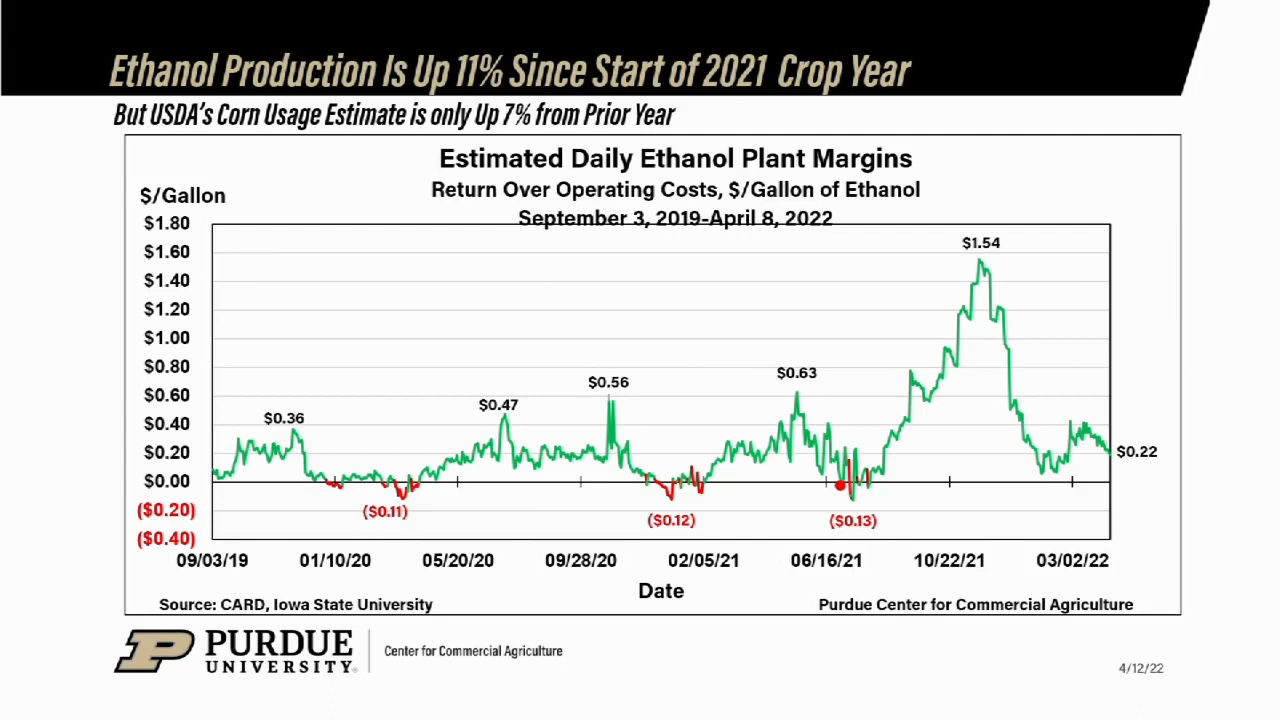 Ethanol Production Is Up 11% Since Start of 2021 Crop Year
But USDA's Corn Usage Estimate is only Up 7% from Prior Year
Estimated Daily Ethanol Plant Margins
Return Over Operating Costs, $/Gallon of Ethanol
September 3, 2019-April 8, 2022
$/Gallon
$1.80
$1.60
$1.40
$1.20
$1.00
$0.80
$0.60
$0.40
$0.20
$0.00
($0.20)
($0.40)
$0.36
$0.47
$0.56
$0.63
$1.54
$0.22
($0.11)
($0.12)
($0.13)
09/03/19 01/10/20 05/20/20 09/28/20 02/05/21 06/16/21 10/22/21 03/02/22
Date
Source: CARD, Iowa State University
Purdue Center for Commercial Agriculture
P PURDUE
UNIVERSITY®
Center for Commercial Agriculture
4/12/22